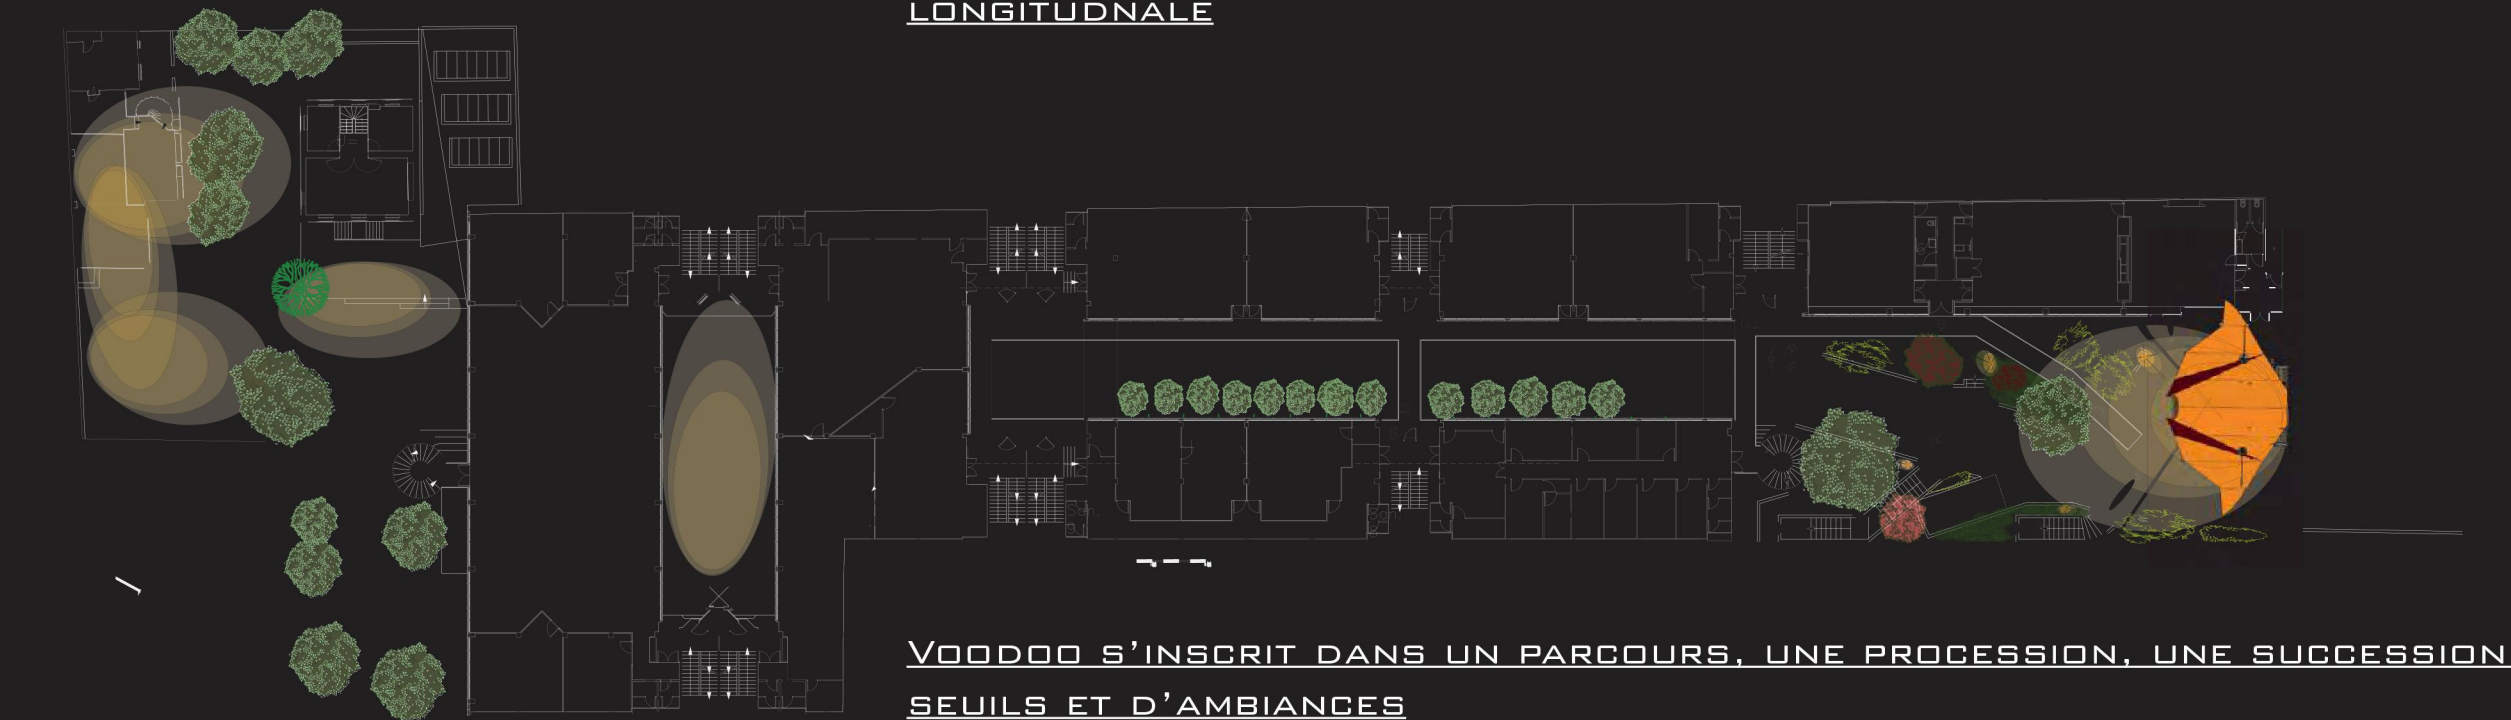 LONGITUDNALE
VOODOO S'INSCRIT DANS UN PARCOURS, UNE PROCESSION, UNE SUCCESSION
SEUILS ET D'AMBIANCES